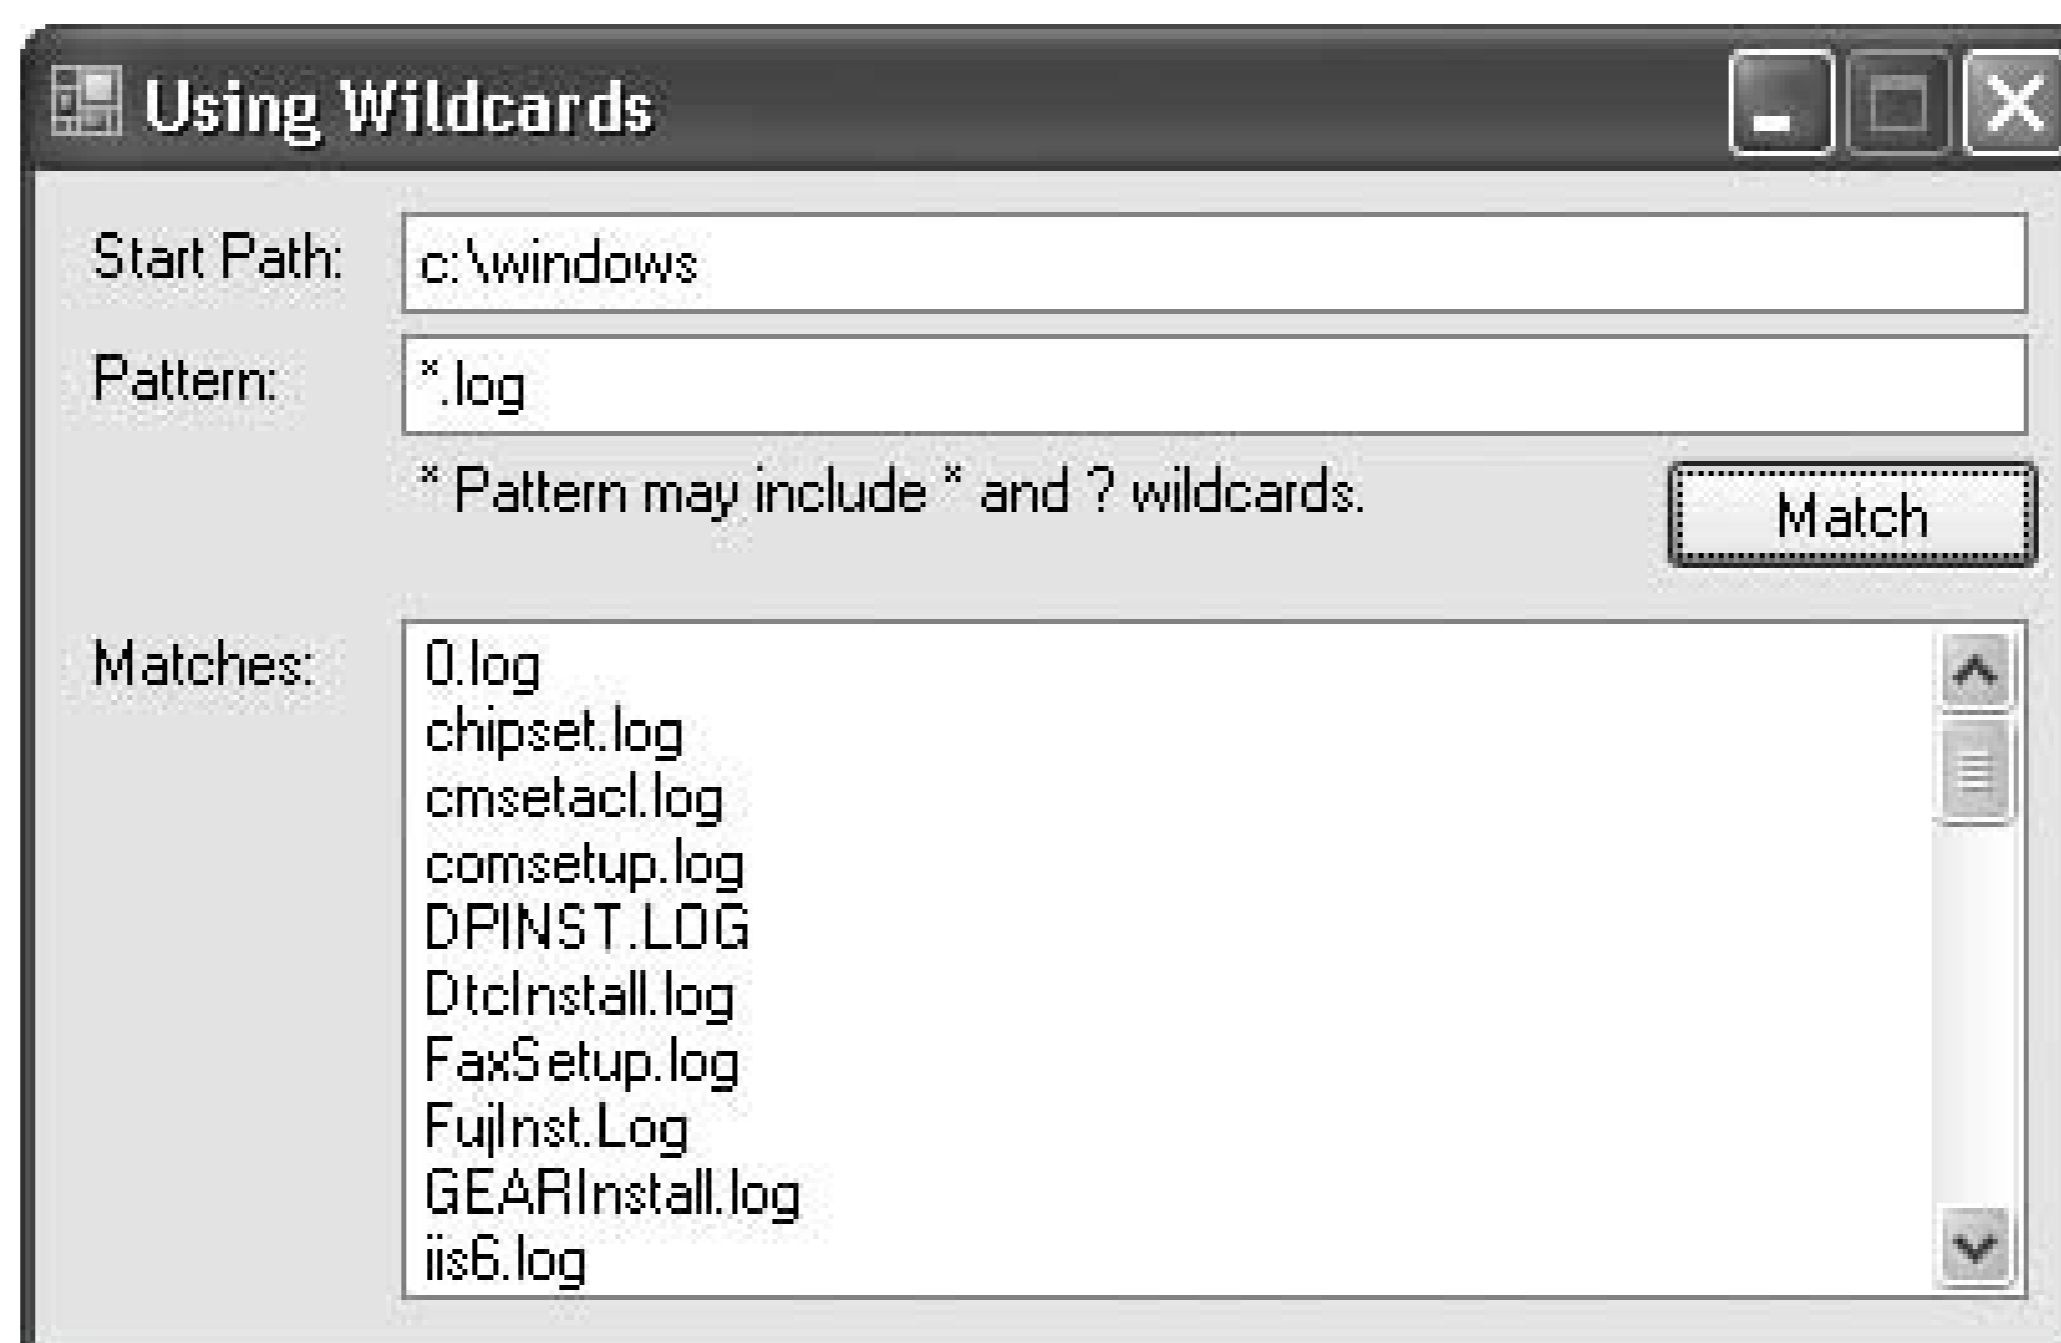 Using Wildcards
Start Path: c:\windows
Pattern: *.log
* Pattern may include * and ? wildcards.
Match
Matches: 0.log
chipset.log
cmsetacl.log
comsetup.log
DPINST.LOG
DtcInstall.log
FaxSetup.log
FujInst.Log
GEARInstall.log
iis6.log